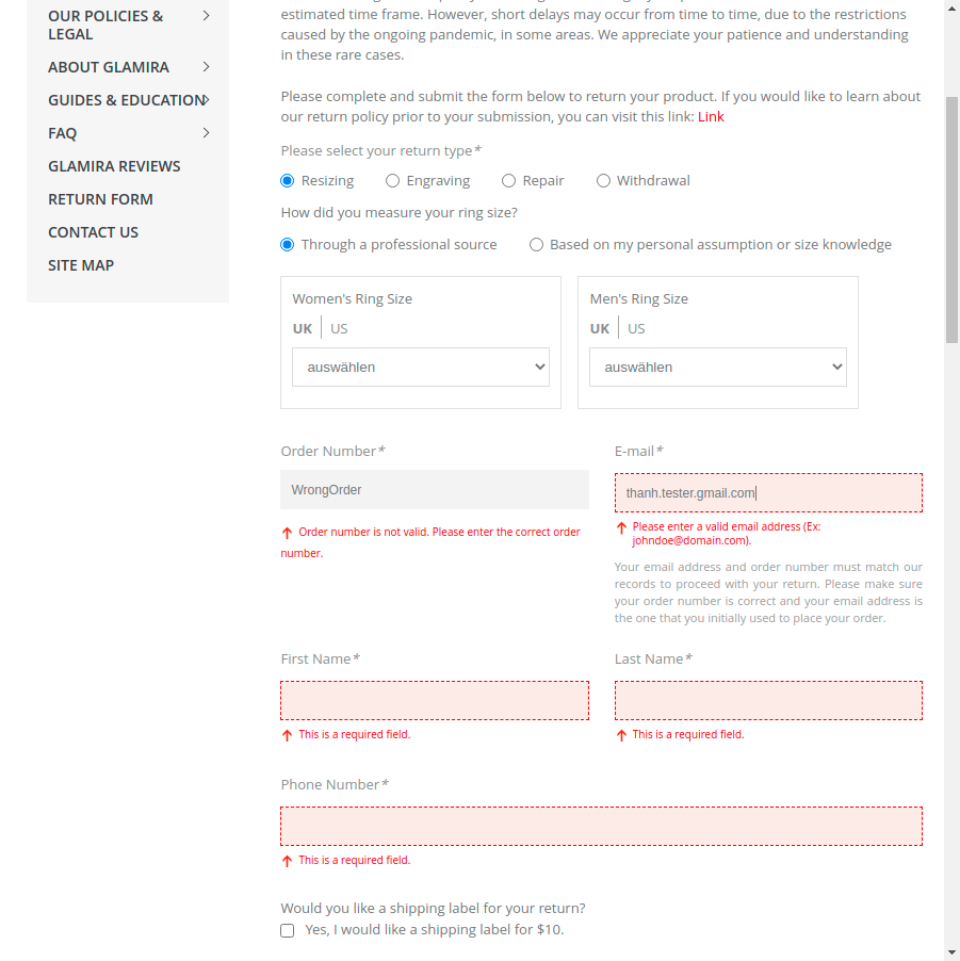 OUR POLICIES &
LEGAL
ABOUT GLAMIRA
GUIDES & EDUCATION
FAQ
GLAMIRA REVIEWS
RETURN FORM
CONTACT US
SITE MAP
estimated time frame. However, short delays may occur from time to time, due to the restrictions
caused by the ongoing pandemic, in some areas. We appreciate your patience and understanding
in these rare cases.
Please complete and submit the form below to return your product. If you would like to learn about
our return policy prior to your submission, you can visit this link: Link
Please select your return type*
Resizing Engraving Repair Withdrawal
How did you measure your ring size?
Through a professional source Based on my personal assumption or size knowledge
Women's Ring Size
UK US
auswählen
Men's Ring Size
UK US
auswählen
Order Number*
WrongOrder
Order number is not valid. Please enter the correct order
number.
E-mail*
thanh.tester.gmail.com
Please enter a valid email address (Ex:
johndoe@domain.com).
Your email address and order number must match our
records to proceed with your return. Please make sure
your order number is correct and your email address is
the one that you initially used to place your order.
First Name*
This is a required field.
Last Name*
This is a required field.
Phone Number*
This is a required field.
Would you like a shipping label for your return?
Yes, I would like a shipping label for $10.